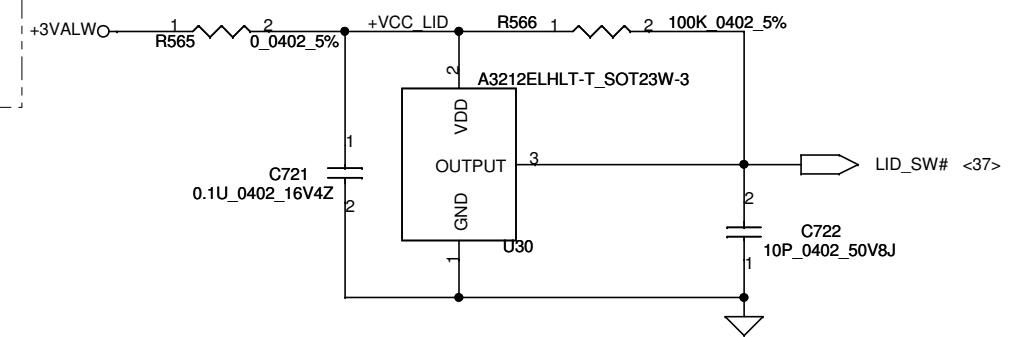 +3VALW
1
2
R565
0_0402_5%
+VCC_LID
R566
1
2
100K_0402_5%
2
A3212ELHLT-T_SOT23W-3
VDD
OUTPUT
3
GND
1
U30
1
C721
0.1U_0402_16V4Z
2
LID_SW# <37>
2
C722
10P_0402_50V8J
1